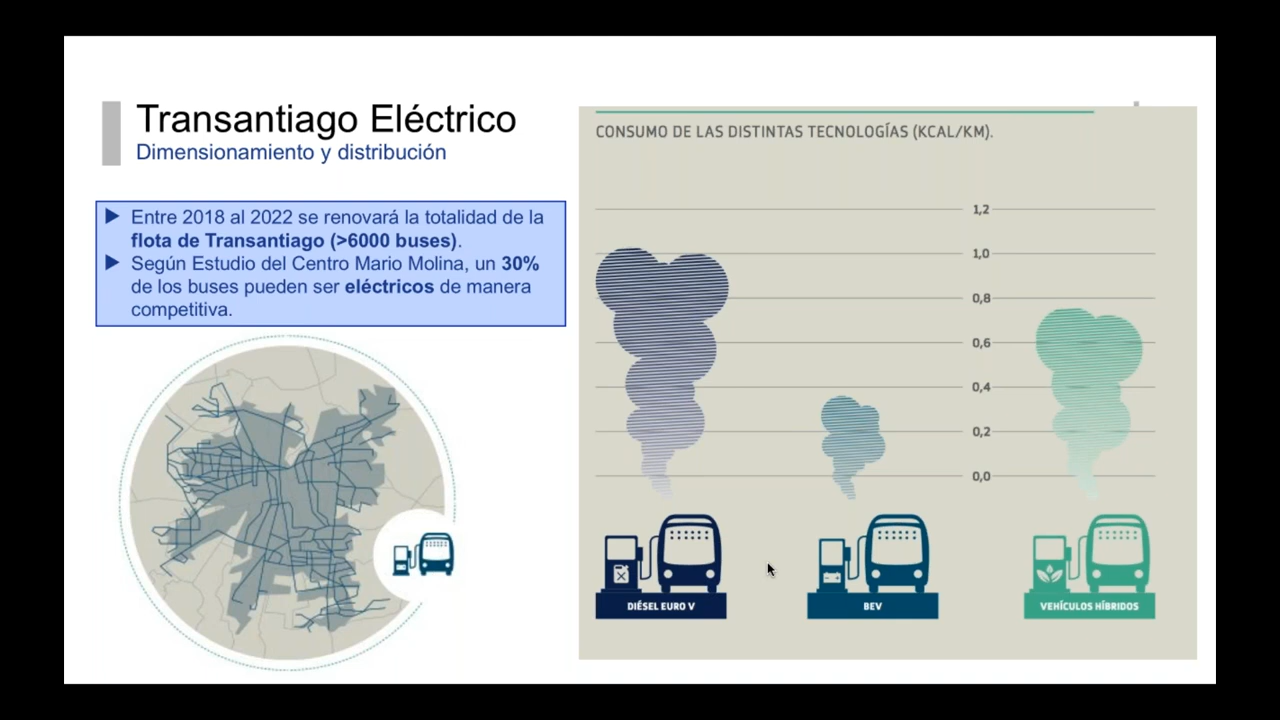 Transantiago Eléctrico
Dimensionamiento y distribución
Entre 2018 al 2022 se renovará la totalidad de la
flota de Transantiago (>6000 buses).
Según Estudio del Centro Mario Molina, un 30%
de los buses pueden ser eléctricos de manera
competitiva.
CONSUMO DE LAS DISTINTAS TECNOLOGÍAS (KCAL/KM).
1,2
1,0
0,8
0,6
0,4
0,2
0,0
DIÉSEL EURO V
BEV
VEHÍCULOS HÍBRIDOS